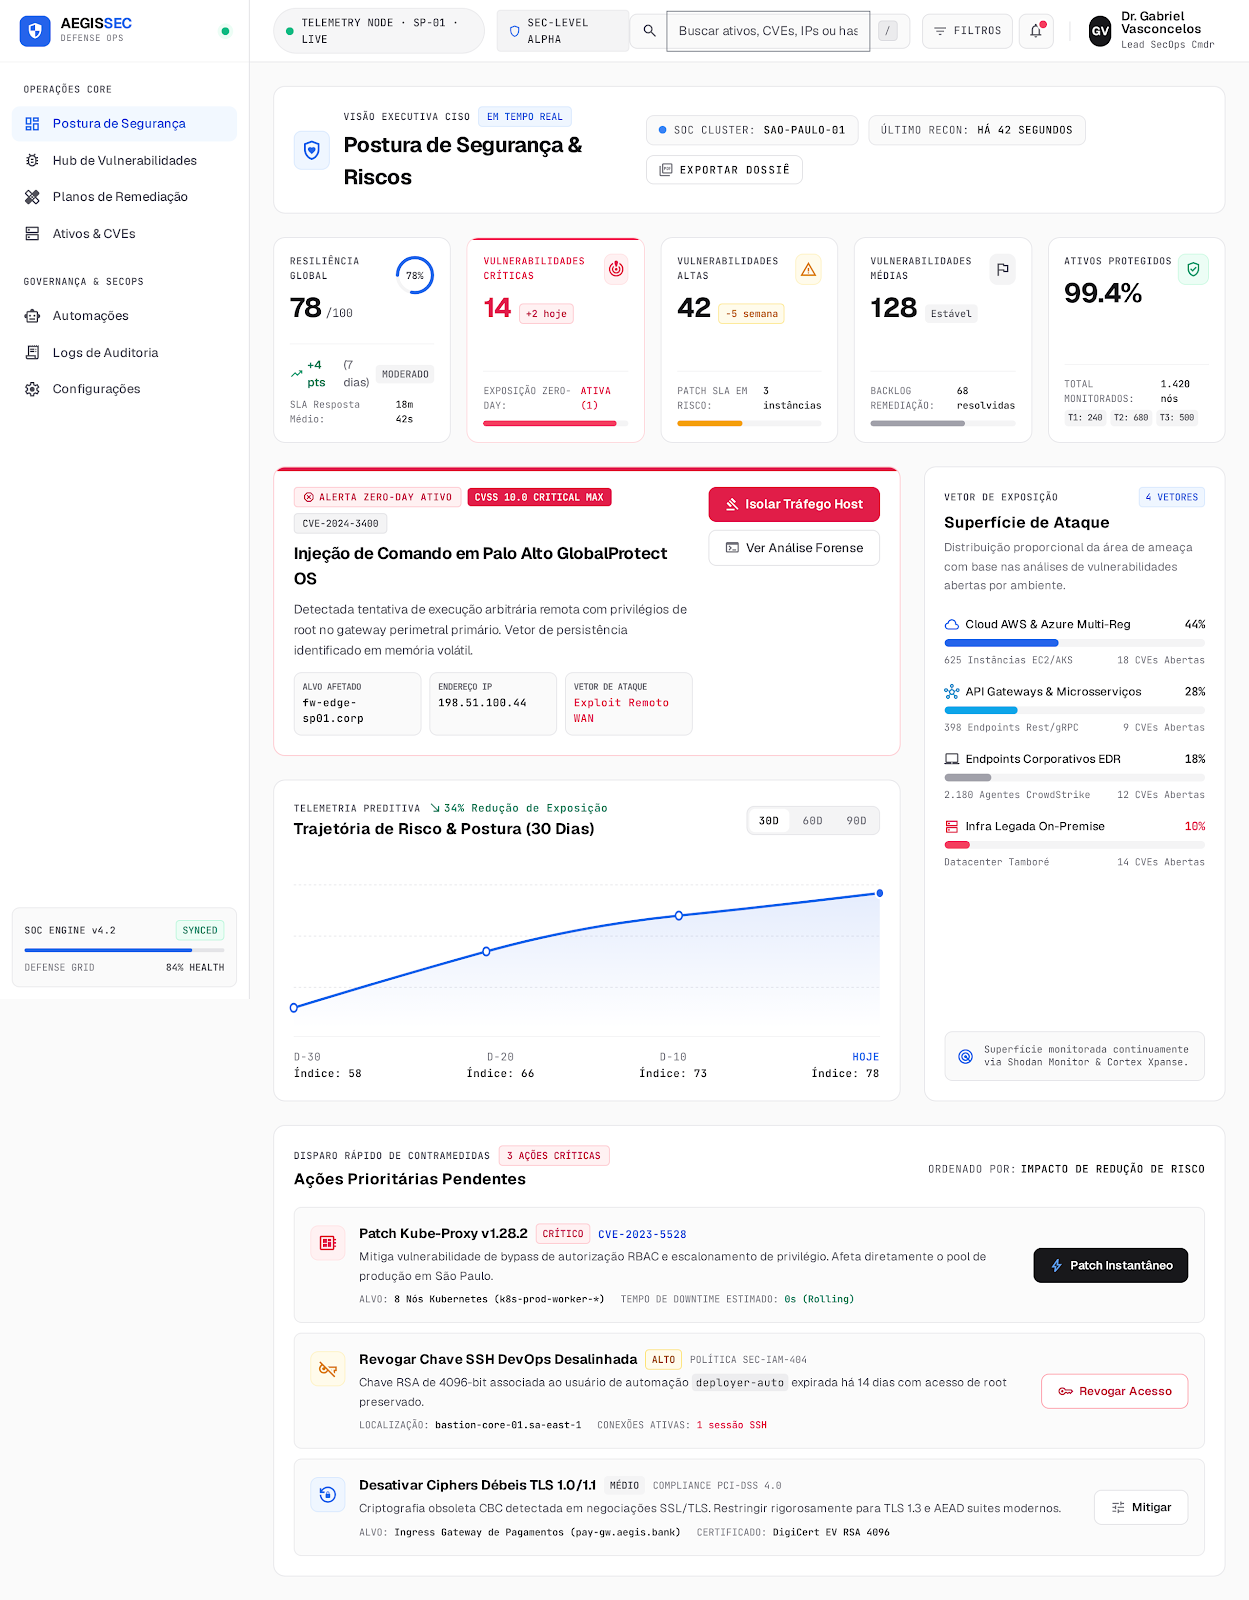 AEGISSEC
DEFENSE OPS
TELEMETRY NODE · SP-01 ·
LIVE
SEC-LEVEL
ALPHA
Buscar ativos, CVEs, IPs ou has
/
FILTROS
GV
Dr. Gabriel
Vasconcelos
Lead SecOps Cmdr
OPERAÇÕES CORE
Postura de Segurança
Hub de Vulnerabilidades
Planos de Remediação
Ativos & CVEs
GOVERNANÇA & SECOPS
Automações
Logs de Auditoria
Configurações
SOC ENGINE v4.2
SYNCED
DEFENSE GRID
84% HEALTH
VISÃO EXECUTIVA CISO
EM TEMPO REAL
Postura de Segurança &
Riscos
SOC CLUSTER: SAO-PAULO-01
ÚLTIMO RECON: HÁ 42 SEGUNDOS
EXPORTAR DOSSIÊ
RESILIÊNCIA
GLOBAL
78%
78 /100
+4
pts
(7
dias)
MODERADO
SLA Resposta
Médio:
18m
42s
VULNERABILIDADES
CRÍTICAS
14
+2 hoje
EXPOSIÇÃO ZERO-
DAY:
ATIVA
(1)
VULNERABILIDADES
ALTAS
42
-5 semana
PATCH SLA EM
RISCO:
3
instâncias
VULNERABILIDADES
MÉDIAS
128
Estável
BACKLOG
REMEDIAÇÃO:
68
resolvidas
ATIVOS PROTEGIDOS
99.4%
TOTAL
MONITORADOS:
1.420
nós
T1: 240
T2: 680
T3: 500
ALERTA ZERO-DAY ATIVO
CVSS 10.0 CRITICAL MAX
CVE-2024-3400
Injeção de Comando em Palo Alto GlobalProtect
OS
Detectada tentativa de execução arbitrária remota com privilégios de
root no gateway perimetral primário. Vetor de persistência
identificado em memória volátil.
ALVO AFETADO
fw-edge-
sp01.corp
ENDEREÇO IP
198.51.100.44
VETOR DE ATAQUE
Exploit Remoto
WAN
Isolar Tráfego Host
Ver Análise Forense
VETOR DE EXPOSIÇÃO
4 VETORES
Superfície de Ataque
Distribuição proporcional da área de ameaça
com base nas análises de vulnerabilidades
abertas por ambiente.
Cloud AWS & Azure Multi-Reg
44%
625 Instâncias EC2/AKS
18 CVEs Abertas
API Gateways & Microsserviços
28%
398 Endpoints Rest/gRPC
9 CVEs Abertas
Endpoints Corporativos EDR
18%
2.180 Agentes CrowdStrike
12 CVEs Abertas
Infra Legada On-Premise
10%
Datacenter Tamboré
14 CVEs Abertas
Superfície monitorada continuamente
via Shodan Monitor & Cortex Xpanse.
TELEMETRIA PREDITIVA
34% Redução de Exposição
Trajetória de Risco & Postura (30 Dias)
30D
60D
90D
D-30
Índice: 58
D-20
Índice: 66
D-10
Índice: 73
HOJE
Índice: 78
DISPARO RÁPIDO DE CONTRAMEDIDAS
3 AÇÕES CRÍTICAS
Ações Prioritárias Pendentes
ORDENADO POR: IMPACTO DE REDUÇÃO DE RISCO
Patch Kube-Proxy v1.28.2
CRÍTICO
CVE-2023-5528
Mitiga vulnerabilidade de bypass de autorização RBAC e escalonamento de privilégio. Afeta diretamente o pool de
produção em São Paulo.
ALVO: 8 Nós Kubernetes (k8s-prod-worker-*)
TEMPO DE DOWNTIME ESTIMADO: 0s (Rolling)
Patch Instantâneo
Revogar Chave SSH DevOps Desalinhada
ALTO
POLÍTICA SEC-IAM-404
Chave RSA de 4096-bit associada ao usuário de automação deployer-auto expirada há 14 dias com acesso de root
preservado.
LOCALIZAÇÃO: bastion-core-01.sa-east-1
CONEXÕES ATIVAS: 1 sessão SSH
Revogar Acesso
Desativar Ciphers Débeis TLS 1.0/1.1
MÉDIO
COMPLIANCE PCI-DSS 4.0
Criptografia obsoleta CBC detectada em negociações SSL/TLS. Restringir rigorosamente para TLS 1.3 e AEAD suites modernos.
ALVO: Ingress Gateway de Pagamentos (pay-gw.aegis.bank)
CERTIFICADO: DigiCert EV RSA 4096
Mitigar